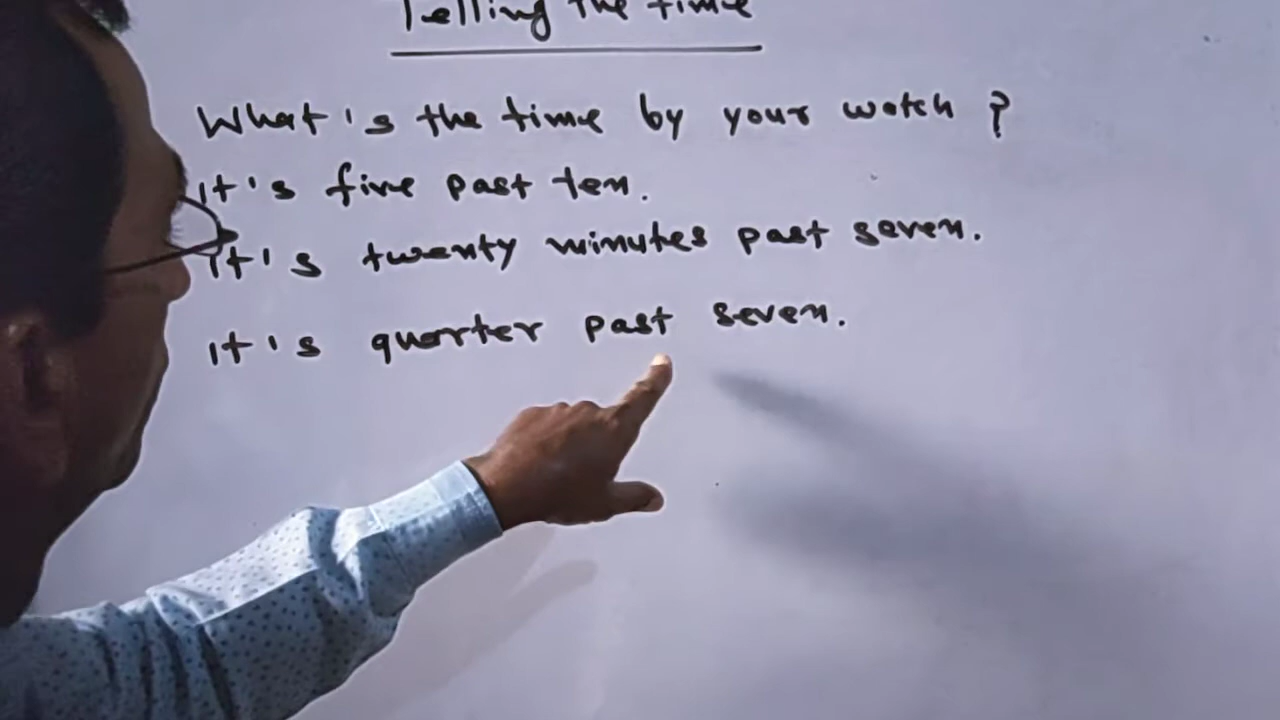 Telling the time
What's the time by your watch ?
It's five past ten.
It's twenty minutes past seven.
It's quarter past seven.